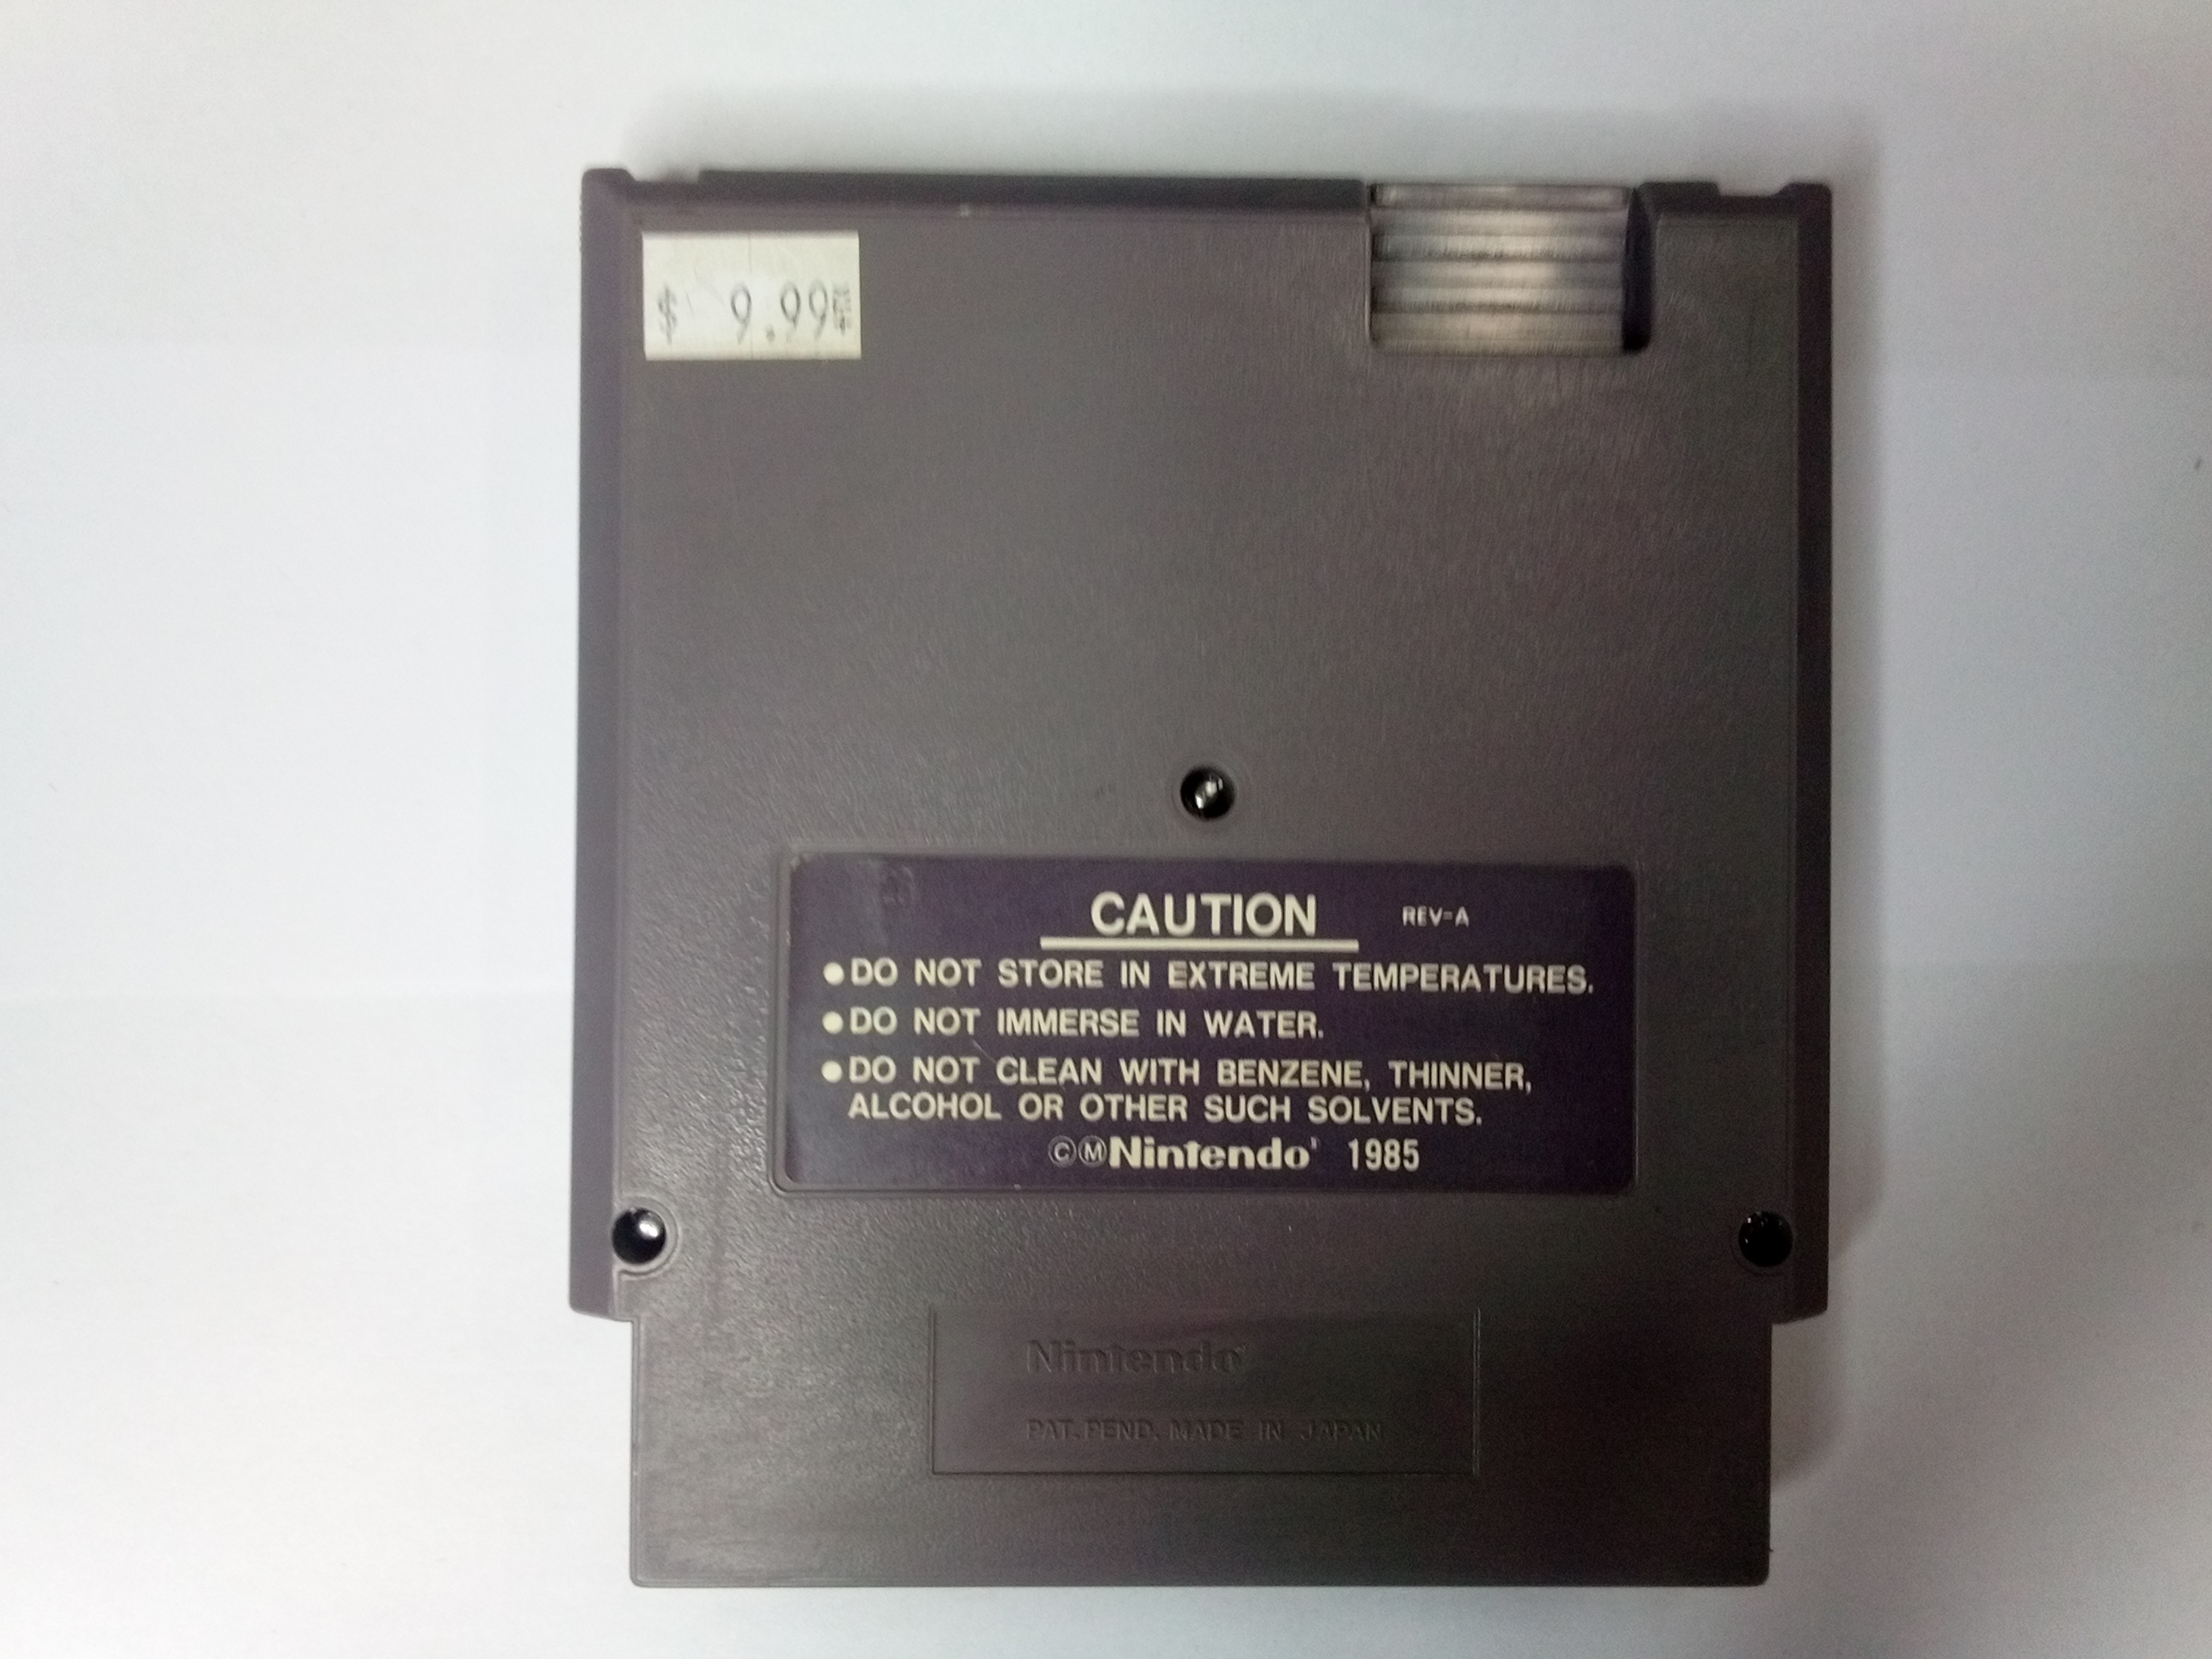 $ 9.99
CAUTION REV-A
●DO NOT STORE IN EXTREME TEMPERATURES.
●DO NOT IMMERSE IN WATER.
●DO NOT CLEAN WITH BENZENE, THINNER,
ALCOHOL OR OTHER SUCH SOLVENTS.
©ⓂNintendo 1985
Nintendo
PAT. PEND. MADE IN JAPAN